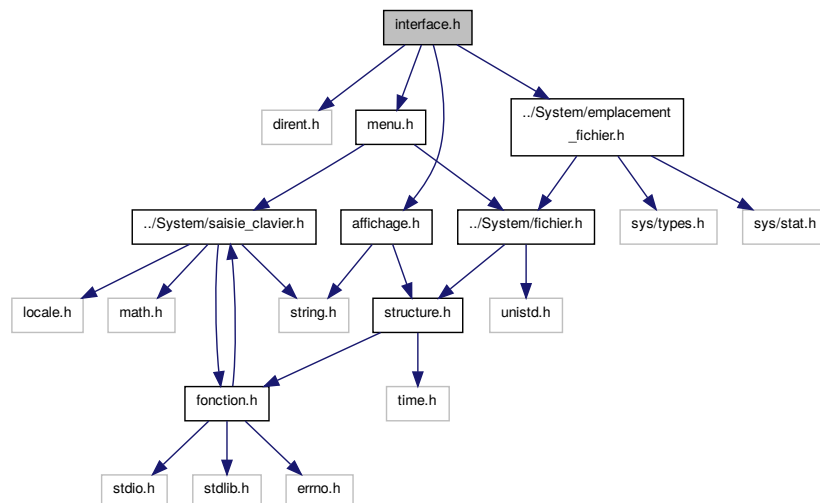 interface.h
dirent.h
menu.h
../System/emplacement
_fichier.h
../System/saisie_clavier.h
affichage.h
../System/fichier.h
sys/types.h
sys/stat.h
locale.h
math.h
string.h
structure.h
unistd.h
fonction.h
time.h
stdio.h
stdlib.h
errno.h